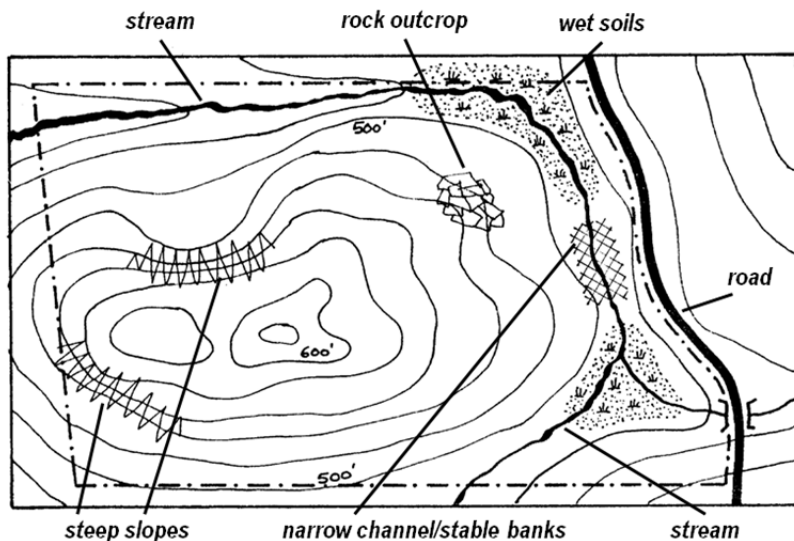 stream
rock outcrop
wet soils
500'
road
600'
500'
steep slopes
narrow channel/stable banks
stream